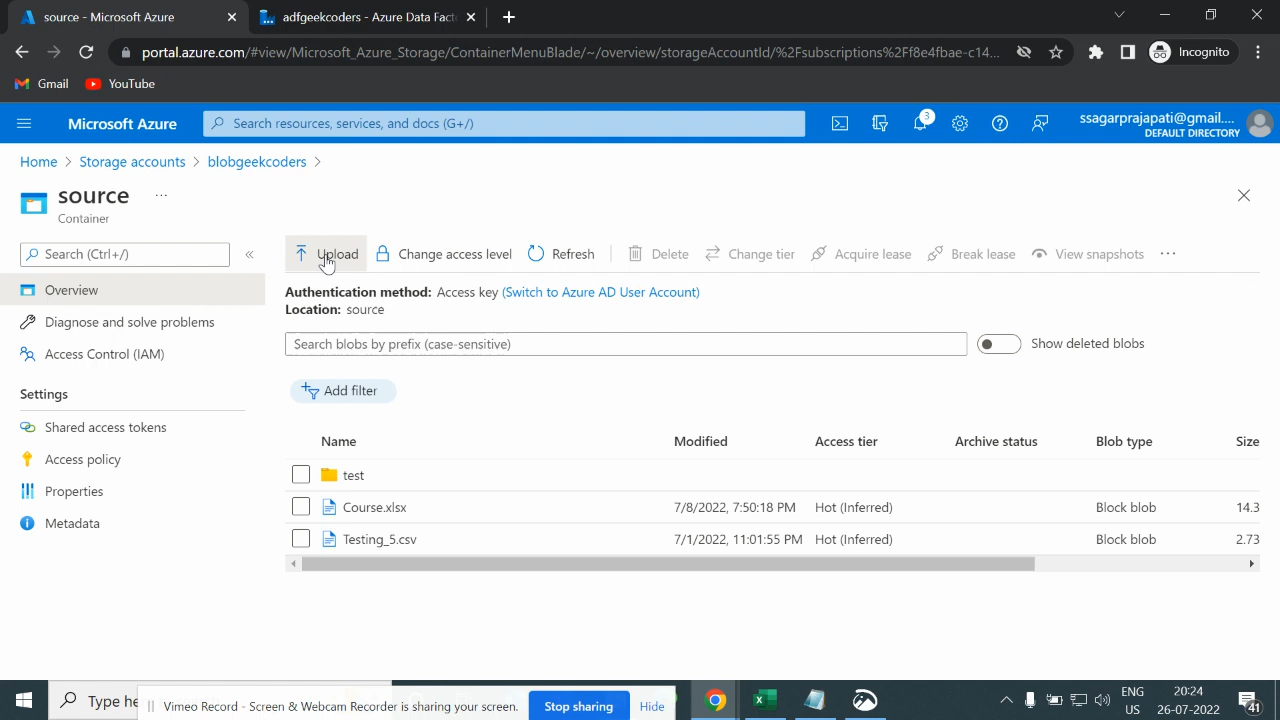 source - Microsoft Azure
adfgeekcoders - Azure Data Fact
portal.azure.com/#view/Microsoft_Azure_Storage/ContainerMenuBlade/~/overview/storageAccountId/%2Fsubscriptions%2Ff8e4fbae-c14...
Incognito
Gmail
YouTube
Microsoft Azure
Search resources, services, and docs (G+/)
3
ssagarprajapati@gmail....
DEFAULT DIRECTORY
Home > Storage accounts > blobgeekcoders >
source ...
Container
Search (Ctrl+/)
«
Upload
Change access level
Refresh
Delete
Change tier
Acquire lease
Break lease
View snapshots
...
Overview
Diagnose and solve problems
Access Control (IAM)
Settings
Shared access tokens
Access policy
Properties
Metadata
Authentication method: Access key (Switch to Azure AD User Account)
Location: source
Search blobs by prefix (case-sensitive)
Show deleted blobs
Add filter
Name Modified Access tier Archive status Blob type Size
test
Course.xlsx 7/8/2022, 7:50:18 PM Hot (Inferred) Block blob 14.3
Testing_5.csv 7/1/2022, 11:01:55 PM Hot (Inferred) Block blob 2.73
Type he
Vimeo Record - Screen & Webcam Recorder is sharing your screen.
Stop sharing
Hide
ENG
US
20:24
26-07-2022
41